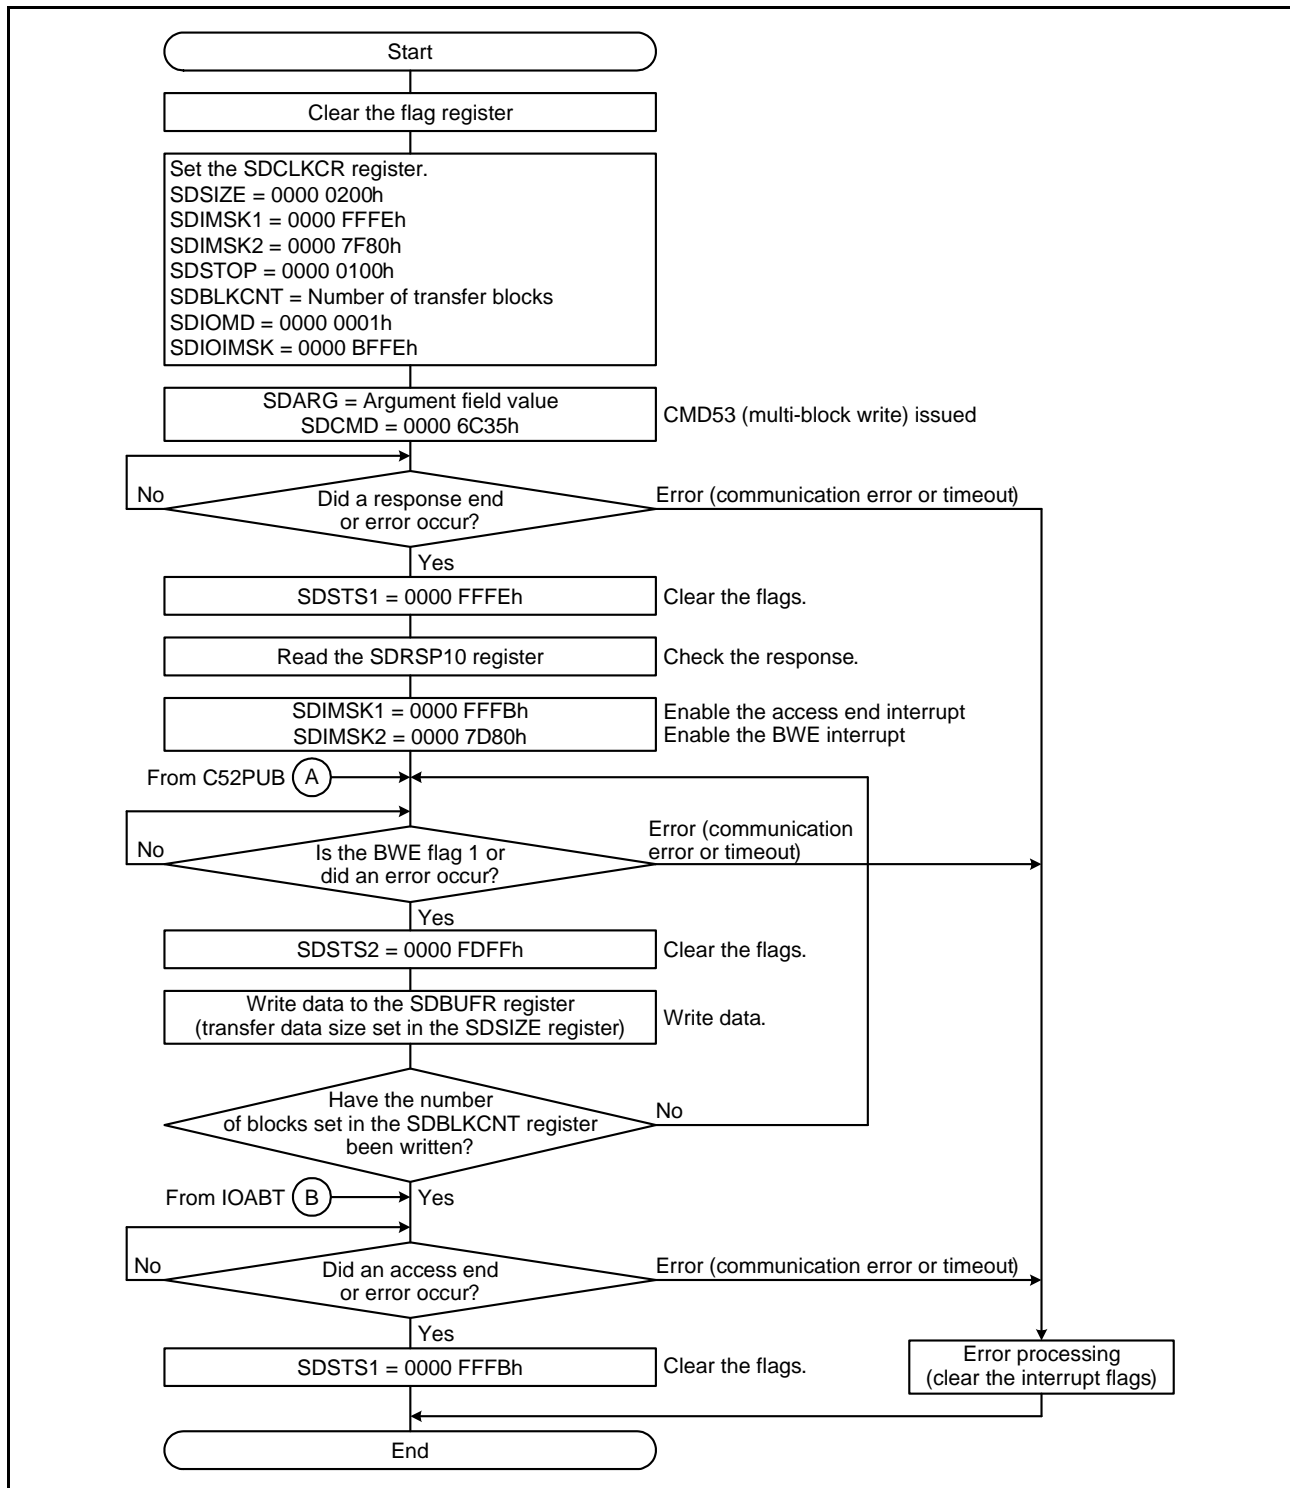 Start
Clear the flag register
Set the SDCLKCR register.
SDSIZE = 0000 0200h
SDIMSK1 = 0000 FFFEh
SDIMSK2 = 0000 7F80h
SDSTOP = 0000 0100h
SDBLKCNT = Number of transfer blocks
SDIOMD = 0000 0001h
SDIOIMSK = 0000 BFFEh
SDARG = Argument field value
SDCMD = 0000 6C35h
CMD53 (multi-block write) issued
No
Did a response end
or error occur?
Error (communication error or timeout)
Yes
SDSTS1 = 0000 FFFEh
Clear the flags.
Read the SDRSP10 register
Check the response.
SDIMSK1 = 0000 FFFBh
SDIMSK2 = 0000 7D80h
Enable the access end interrupt
Enable the BWE interrupt
From C52PUB A
No
Is the BWE flag 1 or
did an error occur?
Error (communication
error or timeout)
Yes
SDSTS2 = 0000 FDFFh
Clear the flags.
Write data to the SDBUFR register
(transfer data size set in the SDSIZE register)
Write data.
Have the number
of blocks set in the SDBLKCNT register
been written?
No
From IOABT B
Yes
No
Did an access end
or error occur?
Error (communication error or timeout)
Yes
SDSTS1 = 0000 FFFBh
Clear the flags.
Error processing
(clear the interrupt flags)
End